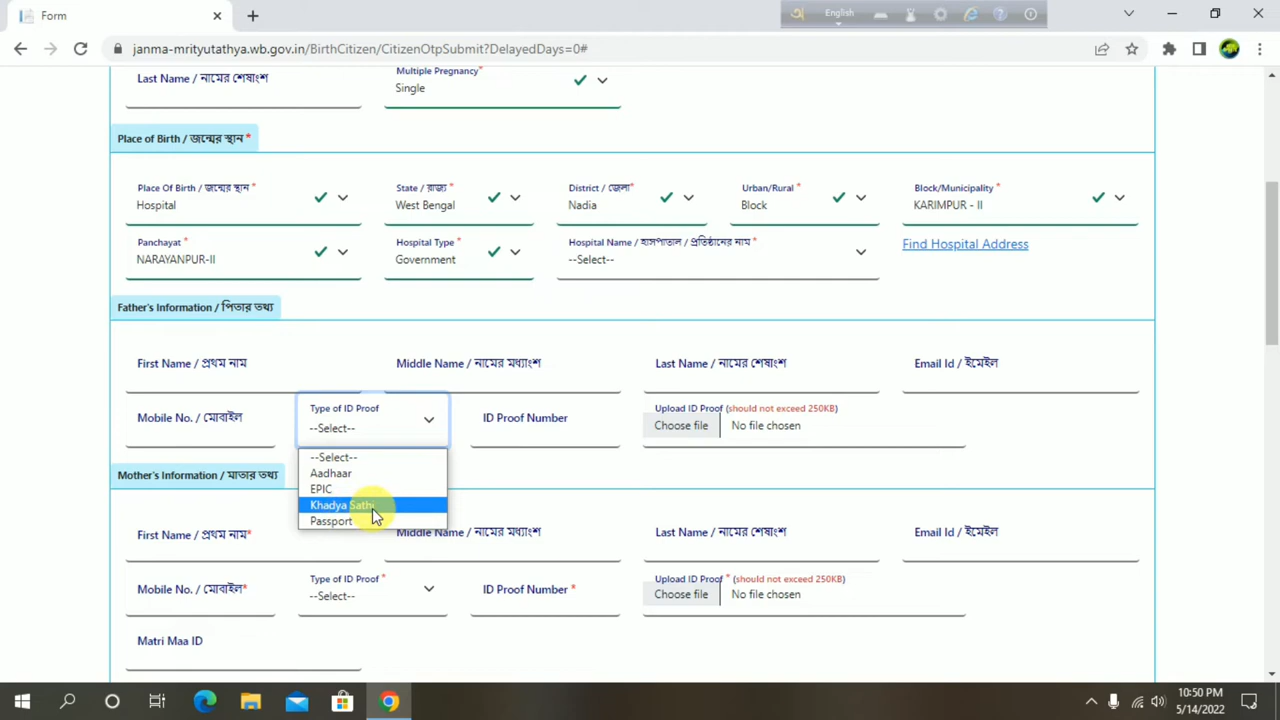 Form
English
janma-mrityutathya.wb.gov.in/BirthCitizen/CitizenOtpSubmit?DelayedDays=0#
Last Name / নামের শেষাংশ
Multiple Pregnancy*
Single
Place of Birth / জন্মের স্থান *
Place Of Birth / জন্মের স্থান *
Hospital
State / রাজ্য *
West Bengal
District / জেলা*
Nadia
Urban/Rural *
Block
Block/Municipality *
KARIMPUR - II
Panchayat *
NARAYANPUR-II
Hospital Type *
Government
Hospital Name / হাসপাতাল / প্রতিষ্ঠানের নাম *
--Select--
Find Hospital Address
Father's Information / পিতার তথ্য
First Name / প্রথম নাম
Middle Name / নামের মধ্যাংশ
Last Name / নামের শেষাংশ
Email Id / ইমেইল
Mobile No. / মোবাইল
Type of ID Proof
--Select--
ID Proof Number
Upload ID Proof (should not exceed 250KB)
Choose file No file chosen
--Select--
Aadhaar
EPIC
Khadya Sathi
Passport
Mother's Information / মাতার তথ্য
First Name / প্রথম নাম*
Middle Name / নামের মধ্যাংশ
Last Name / নামের শেষাংশ
Email Id / ইমেইল
Mobile No. / মোবাইল*
Type of ID Proof *
--Select--
ID Proof Number *
Upload ID Proof * (should not exceed 250KB)
Choose file No file chosen
Matri Maa ID
10:50 PM
5/14/2022